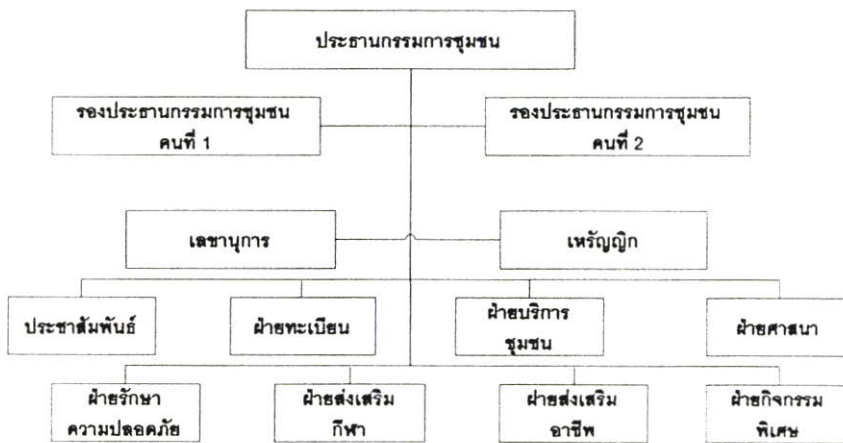 ประธานกรรมการชุมชน
รองประธานกรรมการชุมชน
คนที่ 1
รองประธานกรรมการชุมชน
คนที่ 2
เลขานุการ
เหรัญญิก
ประชาสัมพันธ์
ฝ่ายทะเบียน
ฝ่ายบริการ
ชุมชน
ฝ่ายศาสนา
ฝ่ายรักษา
ความปลอดภัย
ฝ่ายส่งเสริม
กีฬา
ฝ่ายส่งเสริม
อาชีพ
ฝ่ายกิจกรรม
พิเศษ